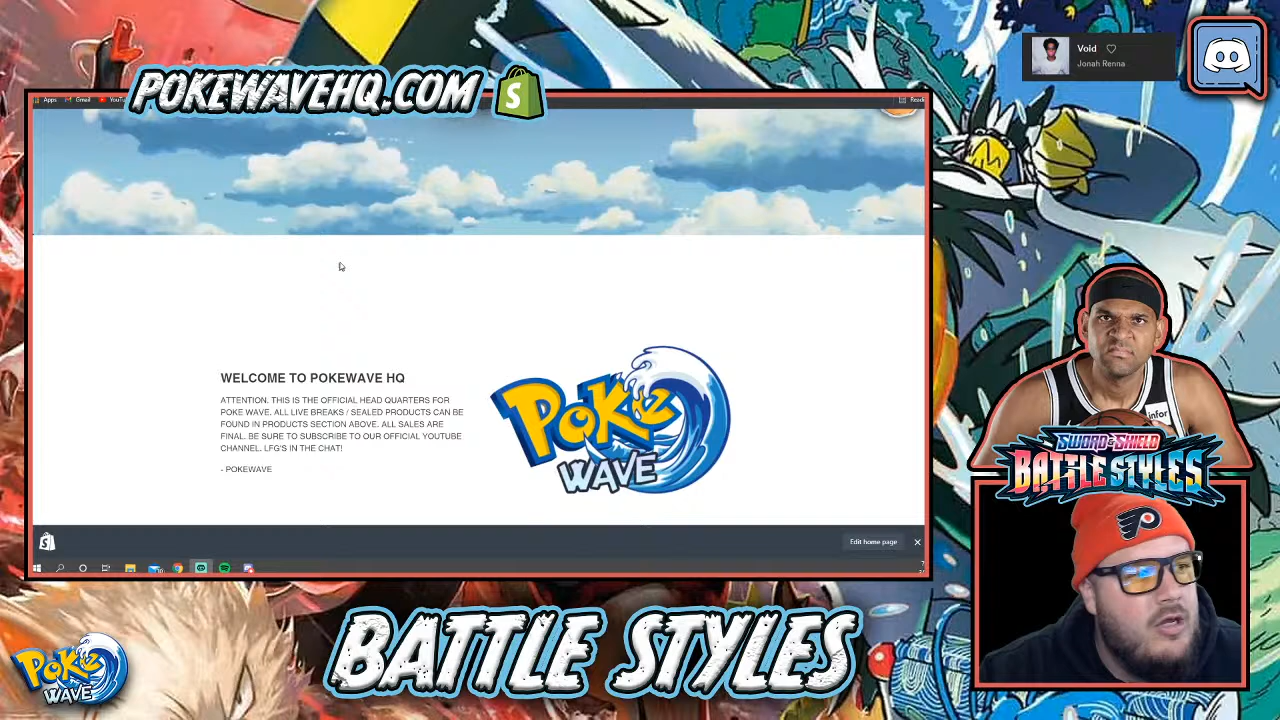 POKEWAVEHQ.COM
S
Void
Jonah Renna
Apps Gmail
WELCOME TO POKEWAVE HQ
ATTENTION. THIS IS THE OFFICIAL HEAD QUARTERS FOR
POKE WAVE. ALL LIVE BREAKS / SEALED PRODUCTS CAN BE
FOUND IN PRODUCTS SECTION ABOVE. ALL SALES ARE
FINAL. BE SURE TO SUBSCRIBE TO OUR OFFICIAL YOUTUBE
CHANNEL. LFG'S IN THE CHAT!
- POKEWAVE
POKE
WAVE
infor
SWORD & SHIELD
BATTLE STYLES
S
Edit home page
BATTLE STYLES
POKE
WAVE